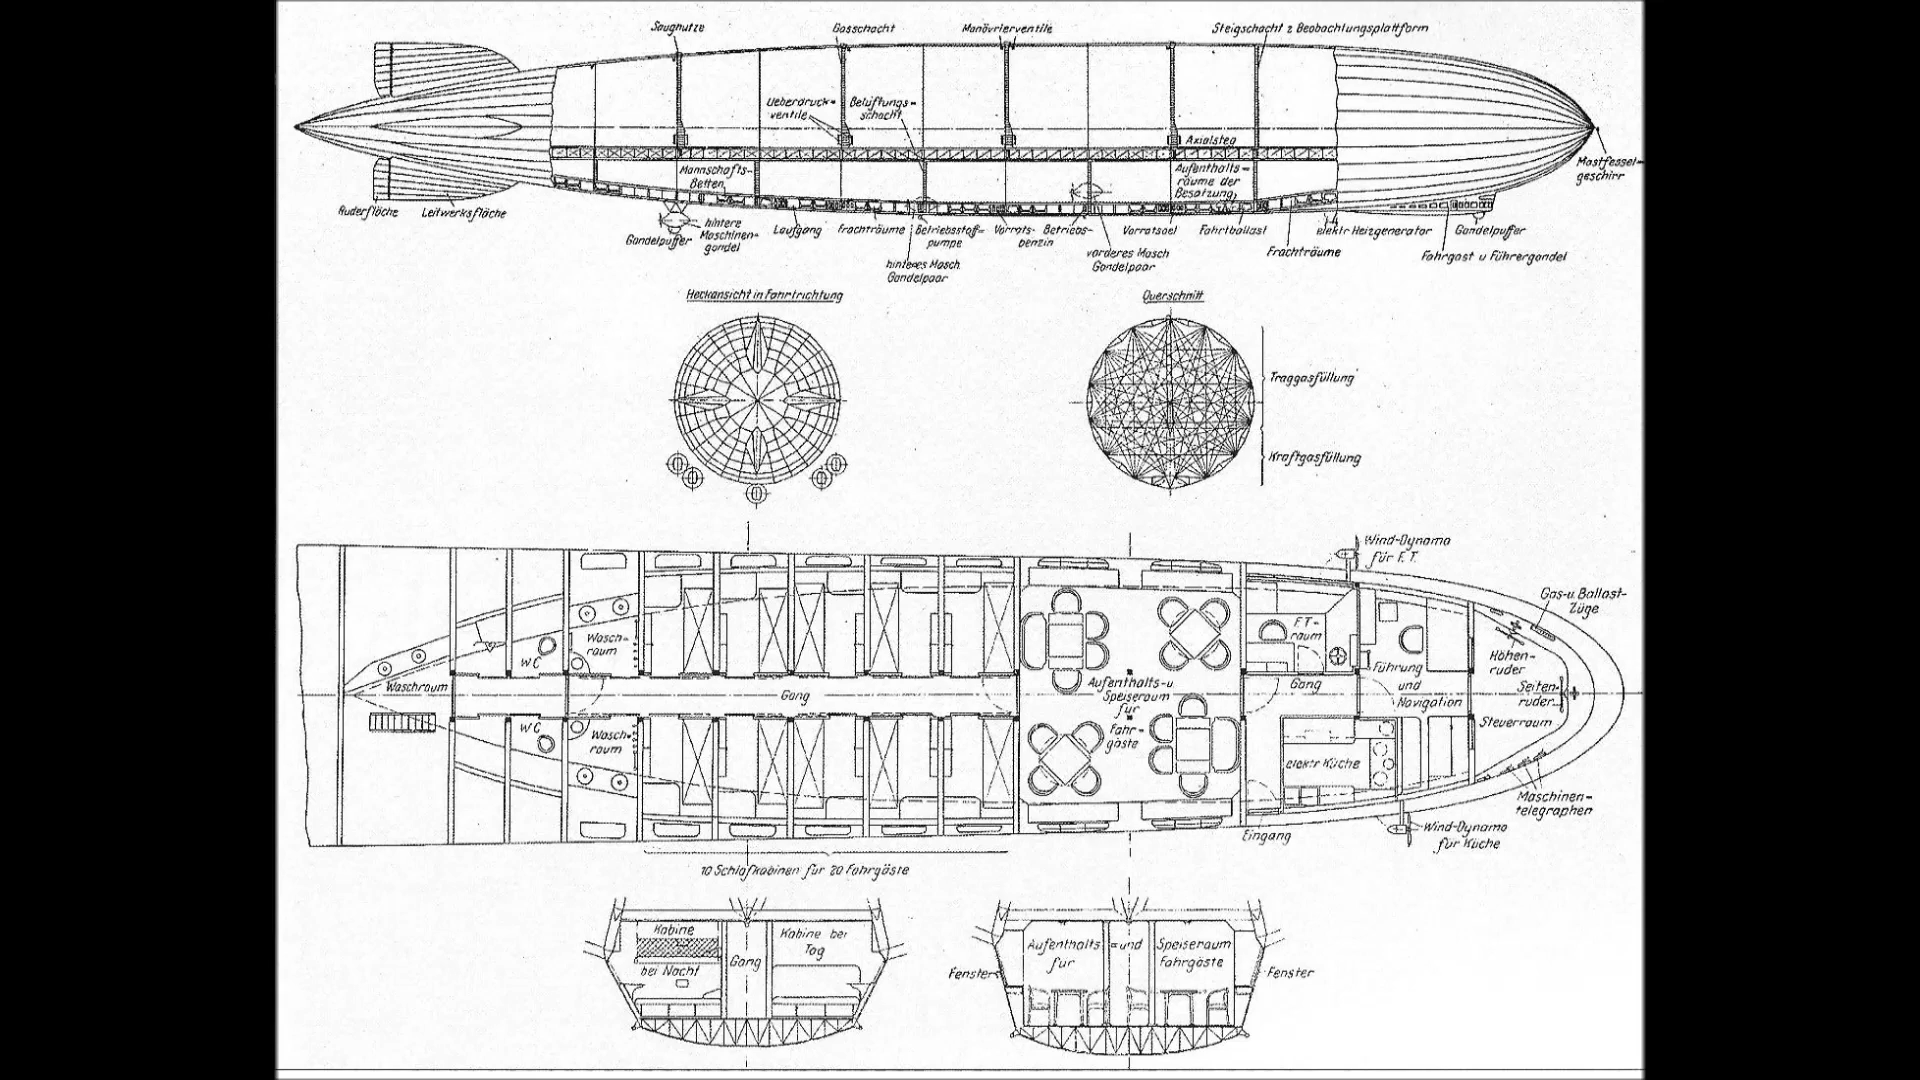 Saughutze
Gasschacht
Manövrierventile
Steigschacht z Beobachtungsplattform
Ueberdruck=
ventile
Belüftungs=
schacht
Axialsteg
Mannschafts-
Betten
Aufenthalts=
räume der
Besatzung
Mastfessel-
geschirr
Ruderfläche
Leitwerksfläche
Gondelpuffer
hintere
Maschinen-
gondel
Laufgang
Frachträume
Betriebsstoff=
pumpe
Vorrats-
benzin
Betriebs-
Vorratsoel
Fahrtballast
elektr Heizgenerator
Gondelpuffer
hinteres Masch
Gondelpaar
vorderes Masch
Gondelpaar
Frachträume
Fahrgast u Führergondel
Heckansicht in Fahrtrichtung
Querschnitt
Traggasfüllung
Kraftgasfüllung
Wind-Dynamo
für F.T.
Gas-u. Ballast-
Züge
Wasch-
raum
WC
F.T-
raum
Höhen-
ruder
Führung
und
Navigation
Waschraum
Gang
Aufenthalts-u.
Speiseraum
für
Fahr-
gäste
Gang
Seiten-
ruder
Steuerraum
WC
Wasch-
raum
elektr Küche
Maschinen-
telegraphen
Eingang
Wind-Dynamo
für Küche
10 Schlafkabinen für 20 Fahrgäste
Kabine
bei Nacht
Gang
Kabine bei
Tag
Aufenthalts
=und
Speiseraum
für
Fahrgäste
Fenster
Fenster